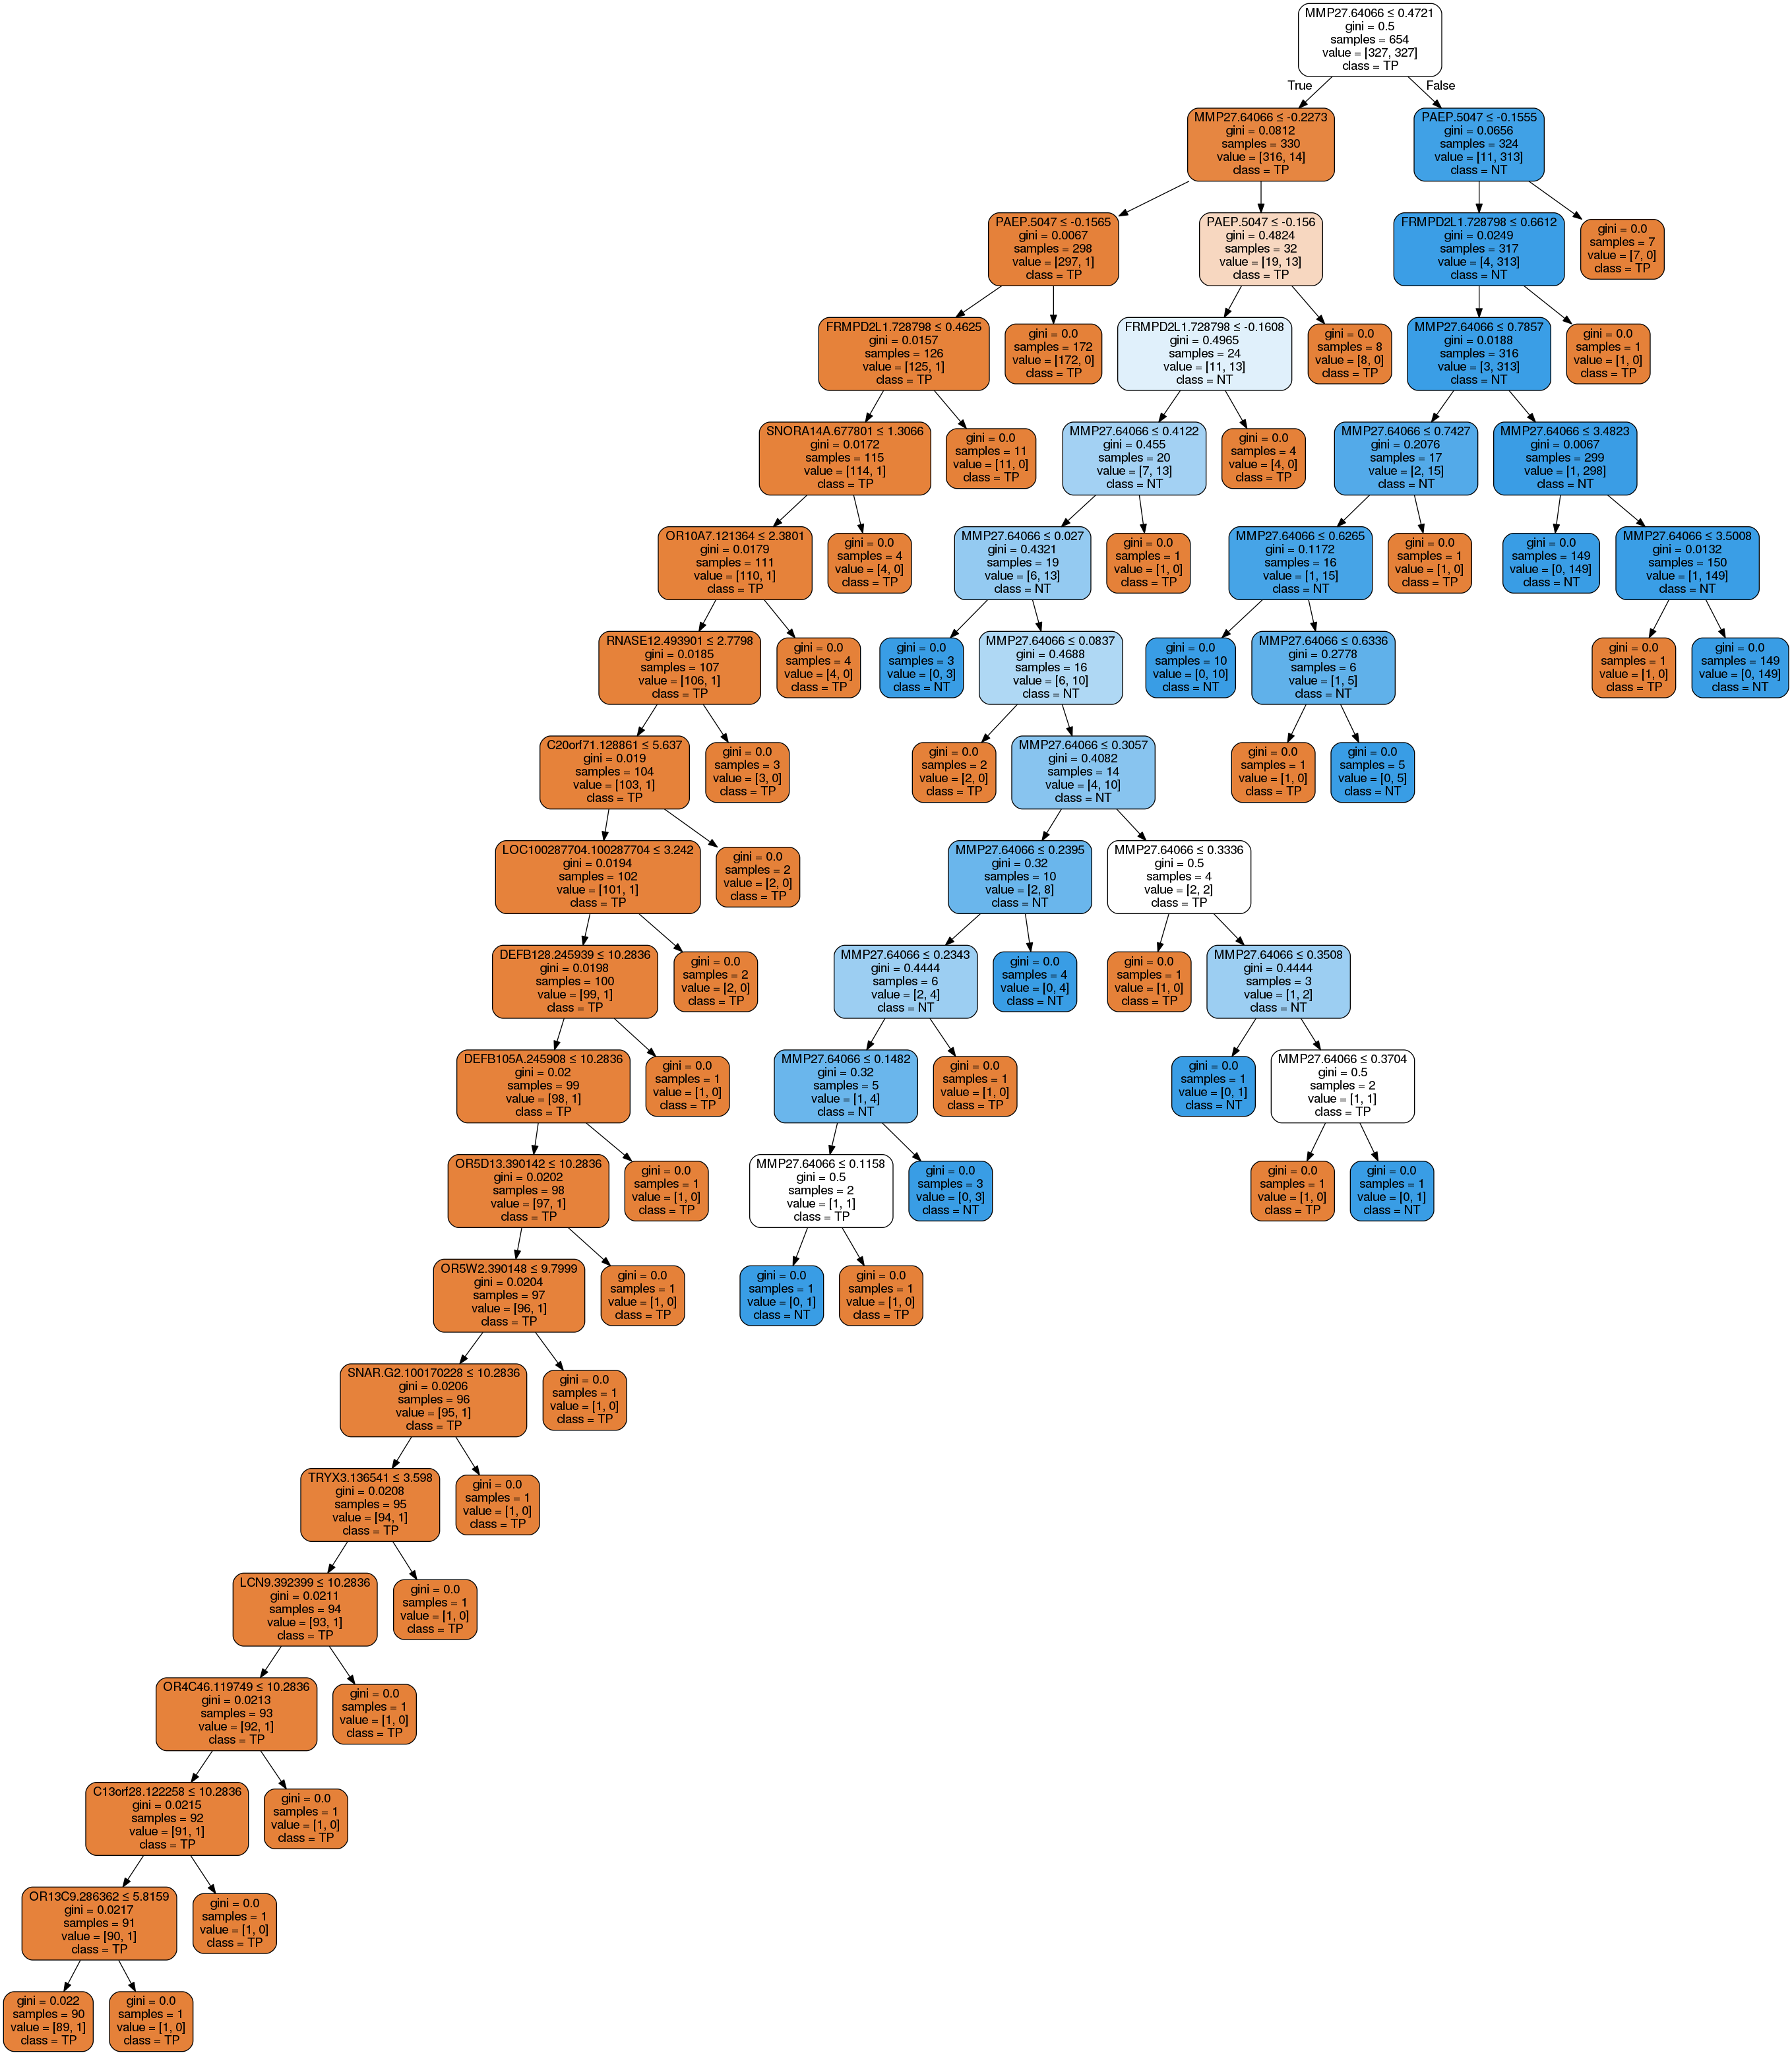 MMP27.64066 ≤ 0.4721
gini = 0.5
samples = 654
value = [327, 327]
class = TP
True
False
MMP27.64066 ≤ -0.2273
gini = 0.0812
samples = 330
value = [316, 14]
class = TP
PAEP.5047 ≤ -0.1555
gini = 0.0656
samples = 324
value = [11, 313]
class = NT
PAEP.5047 ≤ -0.1565
gini = 0.0067
samples = 298
value = [297, 1]
class = TP
PAEP.5047 ≤ -0.156
gini = 0.4824
samples = 32
value = [19, 13]
class = TP
FRMPD2L1.728798 ≤ 0.6612
gini = 0.0249
samples = 317
value = [4, 313]
class = NT
gini = 0.0
samples = 7
value = [7, 0]
class = TP
FRMPD2L1.728798 ≤ 0.4625
gini = 0.0157
samples = 126
value = [125, 1]
class = TP
gini = 0.0
samples = 172
value = [172, 0]
class = TP
FRMPD2L1.728798 ≤ -0.1608
gini = 0.4965
samples = 24
value = [11, 13]
class = NT
gini = 0.0
samples = 8
value = [8, 0]
class = TP
MMP27.64066 ≤ 0.7857
gini = 0.0188
samples = 316
value = [3, 313]
class = NT
gini = 0.0
samples = 1
value = [1, 0]
class = TP
SNORA14A.677801 ≤ 1.3066
gini = 0.0172
samples = 115
value = [114, 1]
class = TP
gini = 0.0
samples = 11
value = [11, 0]
class = TP
MMP27.64066 ≤ 0.4122
gini = 0.455
samples = 20
value = [7, 13]
class = NT
gini = 0.0
samples = 4
value = [4, 0]
class = TP
MMP27.64066 ≤ 0.7427
gini = 0.2076
samples = 17
value = [2, 15]
class = NT
MMP27.64066 ≤ 3.4823
gini = 0.0067
samples = 299
value = [1, 298]
class = NT
OR10A7.121364 ≤ 2.3801
gini = 0.0179
samples = 111
value = [110, 1]
class = TP
gini = 0.0
samples = 4
value = [4, 0]
class = TP
MMP27.64066 ≤ 0.027
gini = 0.4321
samples = 19
value = [6, 13]
class = NT
gini = 0.0
samples = 1
value = [1, 0]
class = TP
MMP27.64066 ≤ 0.6265
gini = 0.1172
samples = 16
value = [1, 15]
class = NT
gini = 0.0
samples = 1
value = [1, 0]
class = TP
gini = 0.0
samples = 149
value = [0, 149]
class = NT
MMP27.64066 ≤ 3.5008
gini = 0.0132
samples = 150
value = [1, 149]
class = NT
RNASE12.493901 ≤ 2.7798
gini = 0.0185
samples = 107
value = [106, 1]
class = TP
gini = 0.0
samples = 4
value = [4, 0]
class = TP
gini = 0.0
samples = 3
value = [0, 3]
class = NT
MMP27.64066 ≤ 0.0837
gini = 0.4688
samples = 16
value = [6, 10]
class = NT
gini = 0.0
samples = 10
value = [0, 10]
class = NT
MMP27.64066 ≤ 0.6336
gini = 0.2778
samples = 6
value = [1, 5]
class = NT
gini = 0.0
samples = 1
value = [1, 0]
class = TP
gini = 0.0
samples = 149
value = [0, 149]
class = NT
C20orf71.128861 ≤ 5.637
gini = 0.019
samples = 104
value = [103, 1]
class = TP
gini = 0.0
samples = 3
value = [3, 0]
class = TP
gini = 0.0
samples = 2
value = [2, 0]
class = TP
MMP27.64066 ≤ 0.3057
gini = 0.4082
samples = 14
value = [4, 10]
class = NT
gini = 0.0
samples = 1
value = [1, 0]
class = TP
gini = 0.0
samples = 5
value = [0, 5]
class = NT
LOC100287704.100287704 ≤ 3.242
gini = 0.0194
samples = 102
value = [101, 1]
class = TP
gini = 0.0
samples = 2
value = [2, 0]
class = TP
MMP27.64066 ≤ 0.2395
gini = 0.32
samples = 10
value = [2, 8]
class = NT
MMP27.64066 ≤ 0.3336
gini = 0.5
samples = 4
value = [2, 2]
class = TP
DEFB128.245939 ≤ 10.2836
gini = 0.0198
samples = 100
value = [99, 1]
class = TP
gini = 0.0
samples = 2
value = [2, 0]
class = TP
MMP27.64066 ≤ 0.2343
gini = 0.4444
samples = 6
value = [2, 4]
class = NT
gini = 0.0
samples = 4
value = [0, 4]
class = NT
gini = 0.0
samples = 1
value = [1, 0]
class = TP
MMP27.64066 ≤ 0.3508
gini = 0.4444
samples = 3
value = [1, 2]
class = NT
DEFB105A.245908 ≤ 10.2836
gini = 0.02
samples = 99
value = [98, 1]
class = TP
gini = 0.0
samples = 1
value = [1, 0]
class = TP
MMP27.64066 ≤ 0.1482
gini = 0.32
samples = 5
value = [1, 4]
class = NT
gini = 0.0
samples = 1
value = [1, 0]
class = TP
gini = 0.0
samples = 1
value = [0, 1]
class = NT
MMP27.64066 ≤ 0.3704
gini = 0.5
samples = 2
value = [1, 1]
class = TP
OR5D13.390142 ≤ 10.2836
gini = 0.0202
samples = 98
value = [97, 1]
class = TP
gini = 0.0
samples = 1
value = [1, 0]
class = TP
MMP27.64066 ≤ 0.1158
gini = 0.5
samples = 2
value = [1, 1]
class = TP
gini = 0.0
samples = 3
value = [0, 3]
class = NT
gini = 0.0
samples = 1
value = [1, 0]
class = TP
gini = 0.0
samples = 1
value = [0, 1]
class = NT
OR5W2.390148 ≤ 9.7999
gini = 0.0204
samples = 97
value = [96, 1]
class = TP
gini = 0.0
samples = 1
value = [1, 0]
class = TP
gini = 0.0
samples = 1
value = [0, 1]
class = NT
gini = 0.0
samples = 1
value = [1, 0]
class = TP
SNAR.G2.100170228 ≤ 10.2836
gini = 0.0206
samples = 96
value = [95, 1]
class = TP
gini = 0.0
samples = 1
value = [1, 0]
class = TP
TRYX3.136541 ≤ 3.598
gini = 0.0208
samples = 95
value = [94, 1]
class = TP
gini = 0.0
samples = 1
value = [1, 0]
class = TP
LCN9.392399 ≤ 10.2836
gini = 0.0211
samples = 94
value = [93, 1]
class = TP
gini = 0.0
samples = 1
value = [1, 0]
class = TP
OR4C46.119749 ≤ 10.2836
gini = 0.0213
samples = 93
value = [92, 1]
class = TP
gini = 0.0
samples = 1
value = [1, 0]
class = TP
C13orf28.122258 ≤ 10.2836
gini = 0.0215
samples = 92
value = [91, 1]
class = TP
gini = 0.0
samples = 1
value = [1, 0]
class = TP
OR13C9.286362 ≤ 5.8159
gini = 0.0217
samples = 91
value = [90, 1]
class = TP
gini = 0.0
samples = 1
value = [1, 0]
class = TP
gini = 0.022
samples = 90
value = [89, 1]
class = TP
gini = 0.0
samples = 1
value = [1, 0]
class = TP